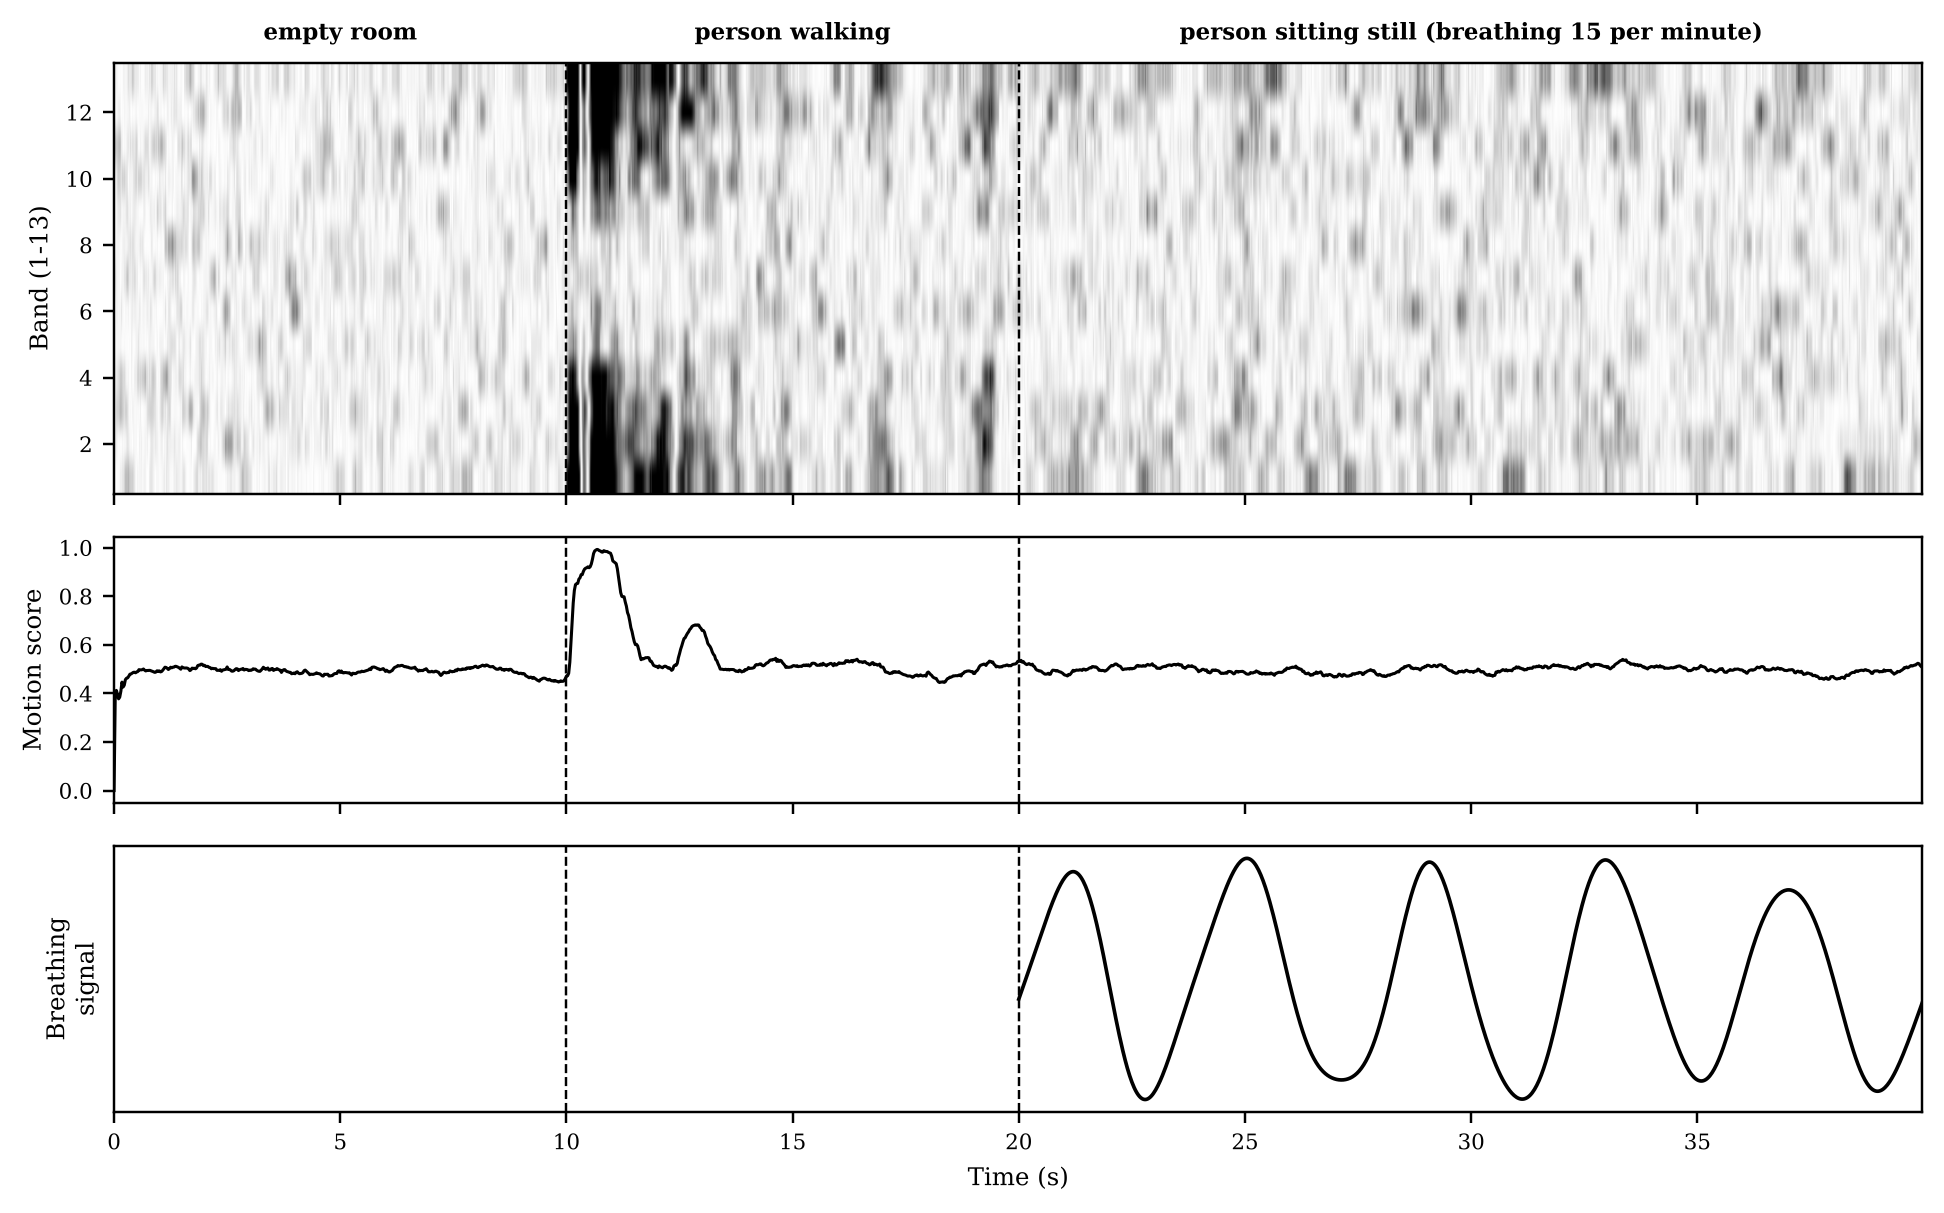 empty room person walking person sitting still (breathing 15 per minute)
Band (1-13)
12
10
8
6
4
2
Motion score
1.0
0.8
0.6
0.4
0.2
0.0
Breathing
signal
0 5 10 15 20 25 30 35
Time (s)